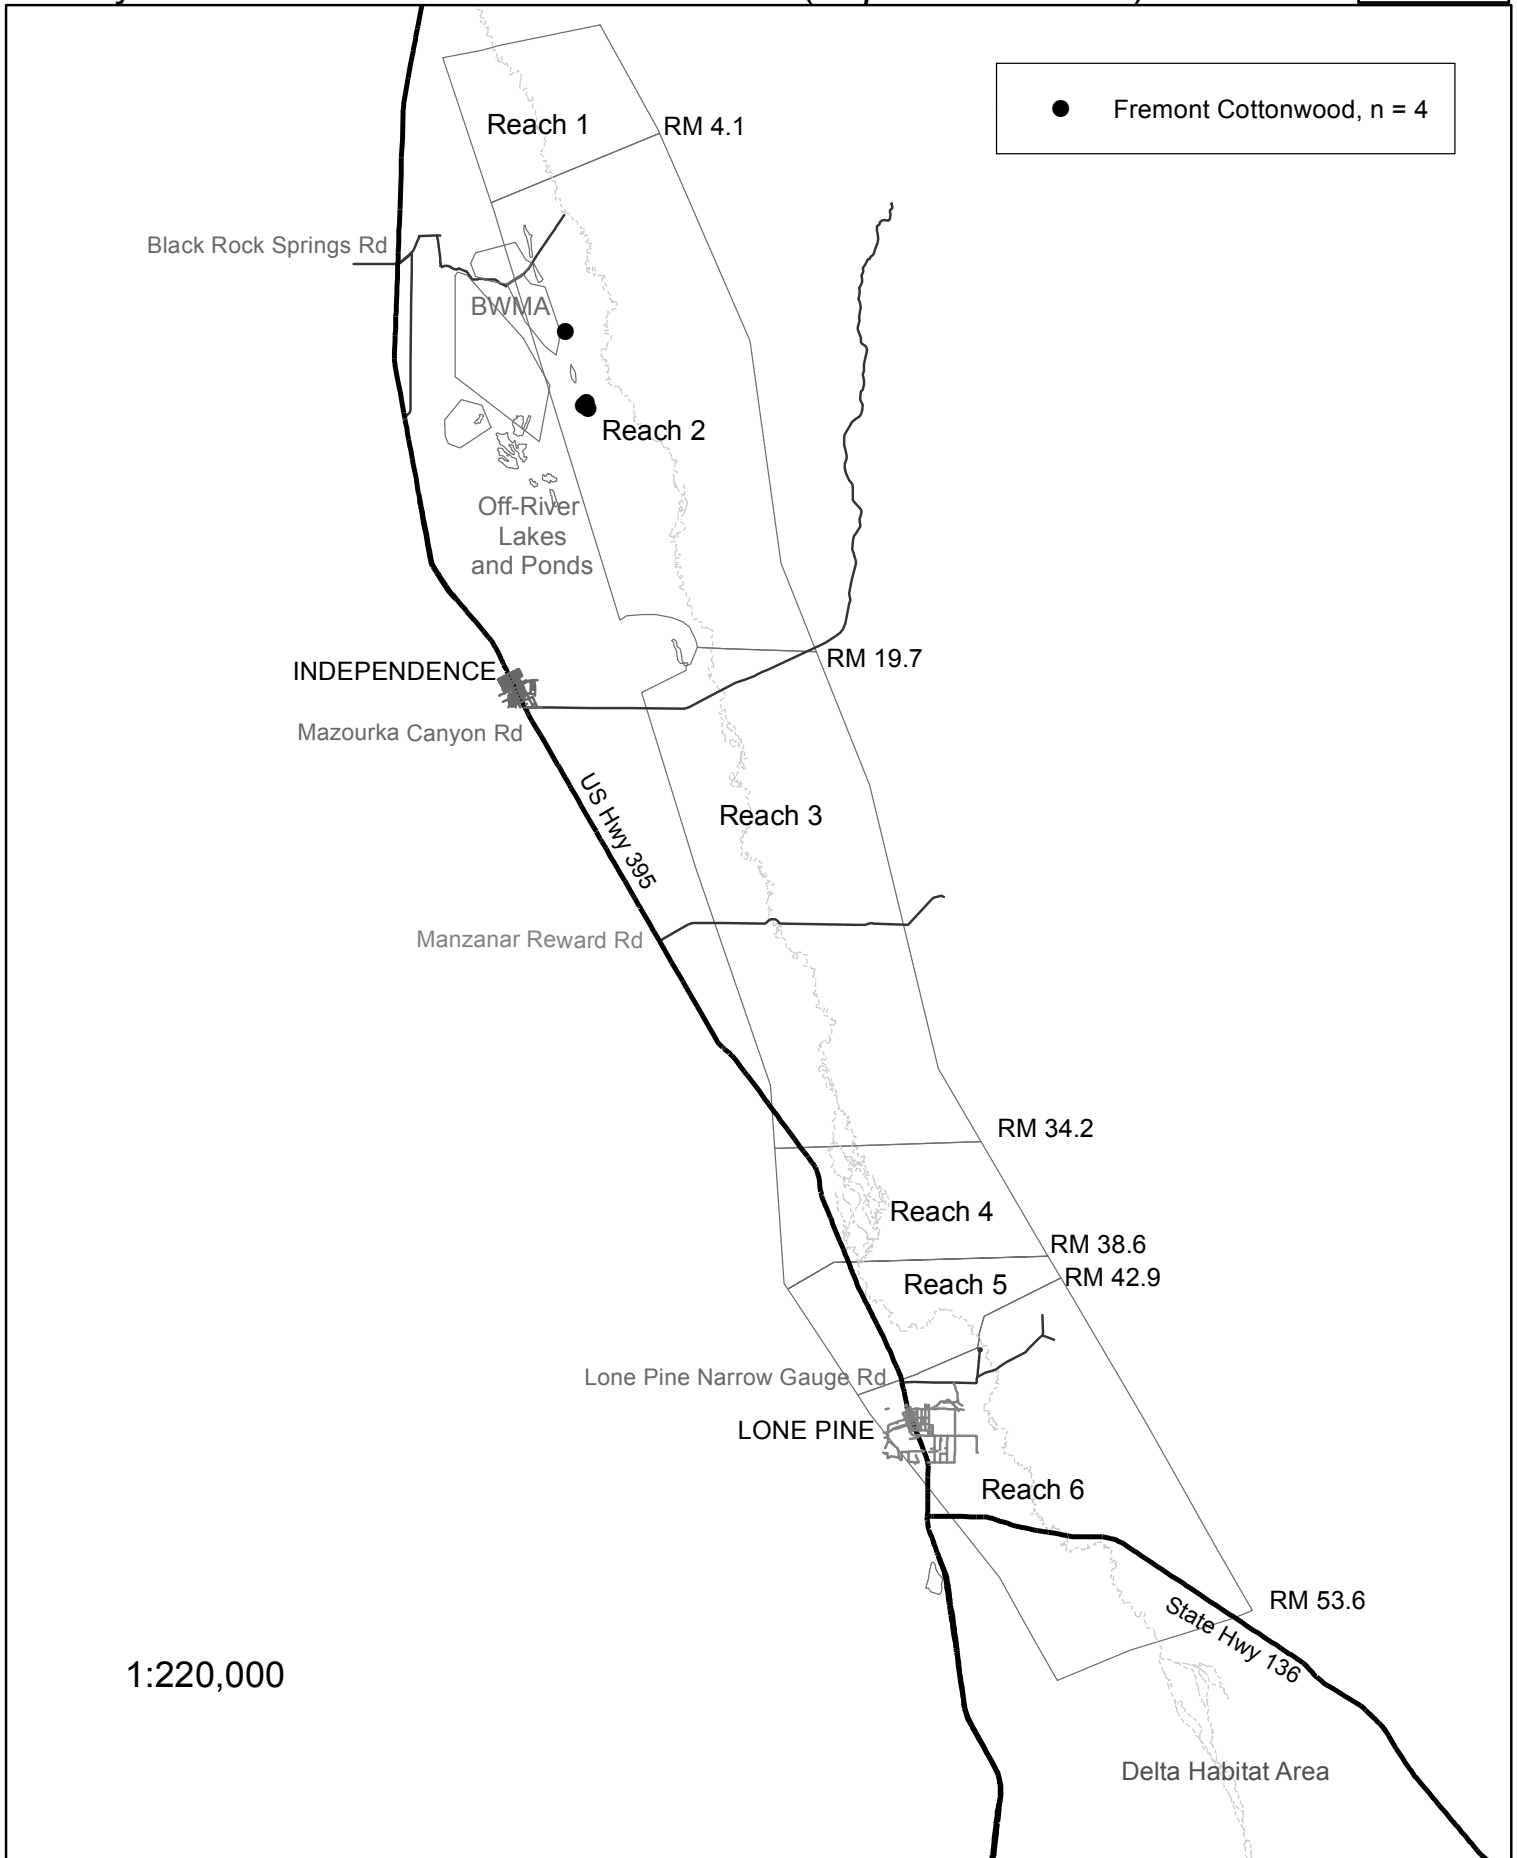 Fremont Cottonwood, n = 4
Reach 1
RM 4.1
Black Rock Springs Rd
BWMA
Reach 2
Off-River
Lakes
and Ponds
RM 19.7
INDEPENDENCE
Mazourka Canyon Rd
US Hwy 395
Reach 3
Manzanar Reward Rd
RM 34.2
Reach 4
RM 38.6
RM 42.9
Reach 5
Lone Pine Narrow Gauge Rd
LONE PINE
Reach 6
RM 53.6
State Hwy 136
1:220,000
Delta Habitat Area